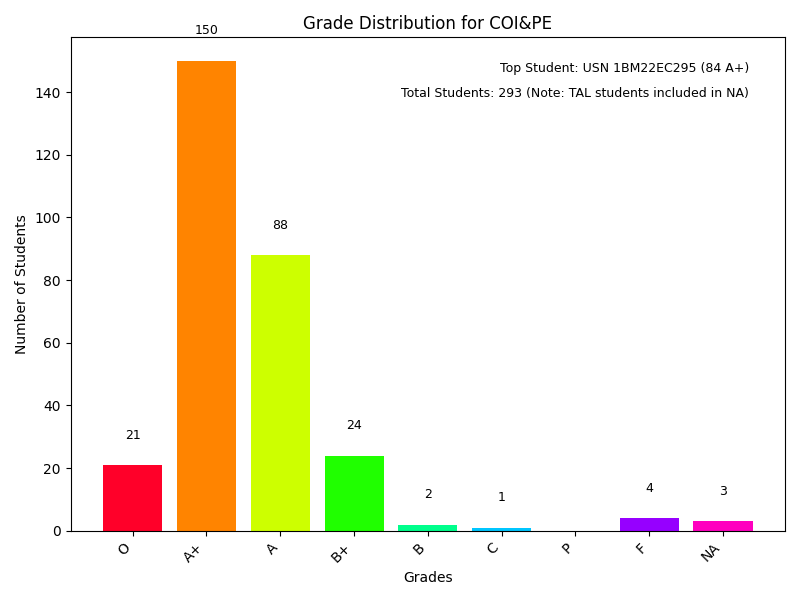 Grade Distribution for COI&PE
150
Top Student: USN 1BM22EC295 (84 A+)
Total Students: 293 (Note: TAL students included in NA)
140
120
100
80
60
40
20
0
88
21
24
2
1
4
3
Number of Students
O
A+
A
B+
B
C
P
F
NA
Grades